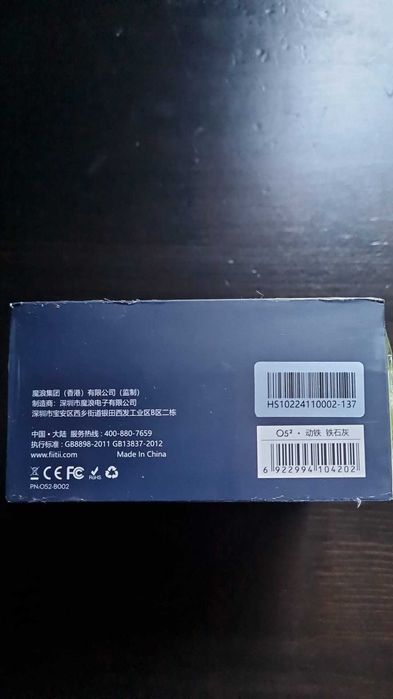 魔浪集团（香港）有限公司（监制）
制造商：深圳市魔浪电子有限公司
深圳市宝安区西乡街道银田西发工业区B区二栋
中国·大陆 服务热线：400-880-7659
执行标准：GB8898-2011 GB13837-2012
www.fiitii.com Made In China
CE FC RoHS
PN-O52-B002
HS10224110002-137
O5² · 动铁 铁石灰
6 922994 104202